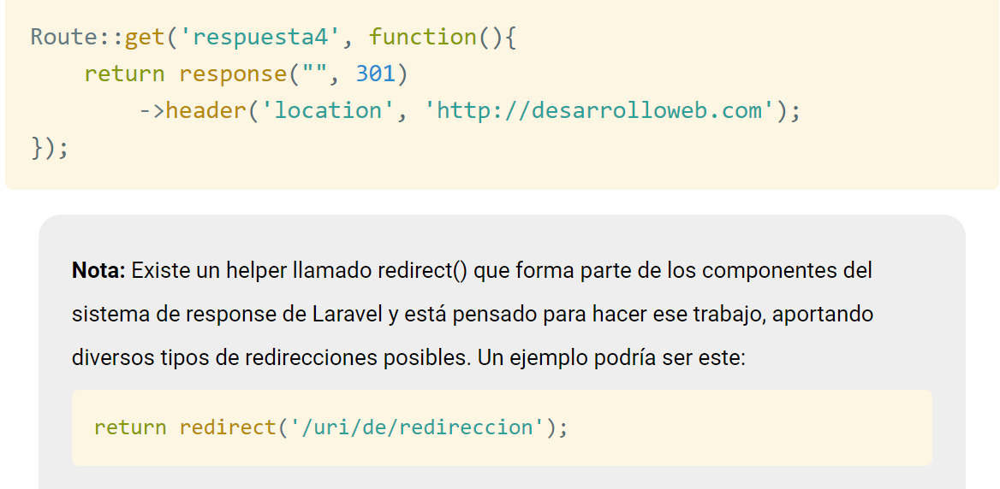 Route::get('respuesta4', function(){
    return response("", 301)
        ->header('location', 'http://desarrolloweb.com');
});
Nota: Existe un helper llamado redirect() que forma parte de los componentes del
sistema de response de Laravel y está pensado para hacer ese trabajo, aportando
diversos tipos de redirecciones posibles. Un ejemplo podría ser este:
return redirect('/uri/de/redireccion');